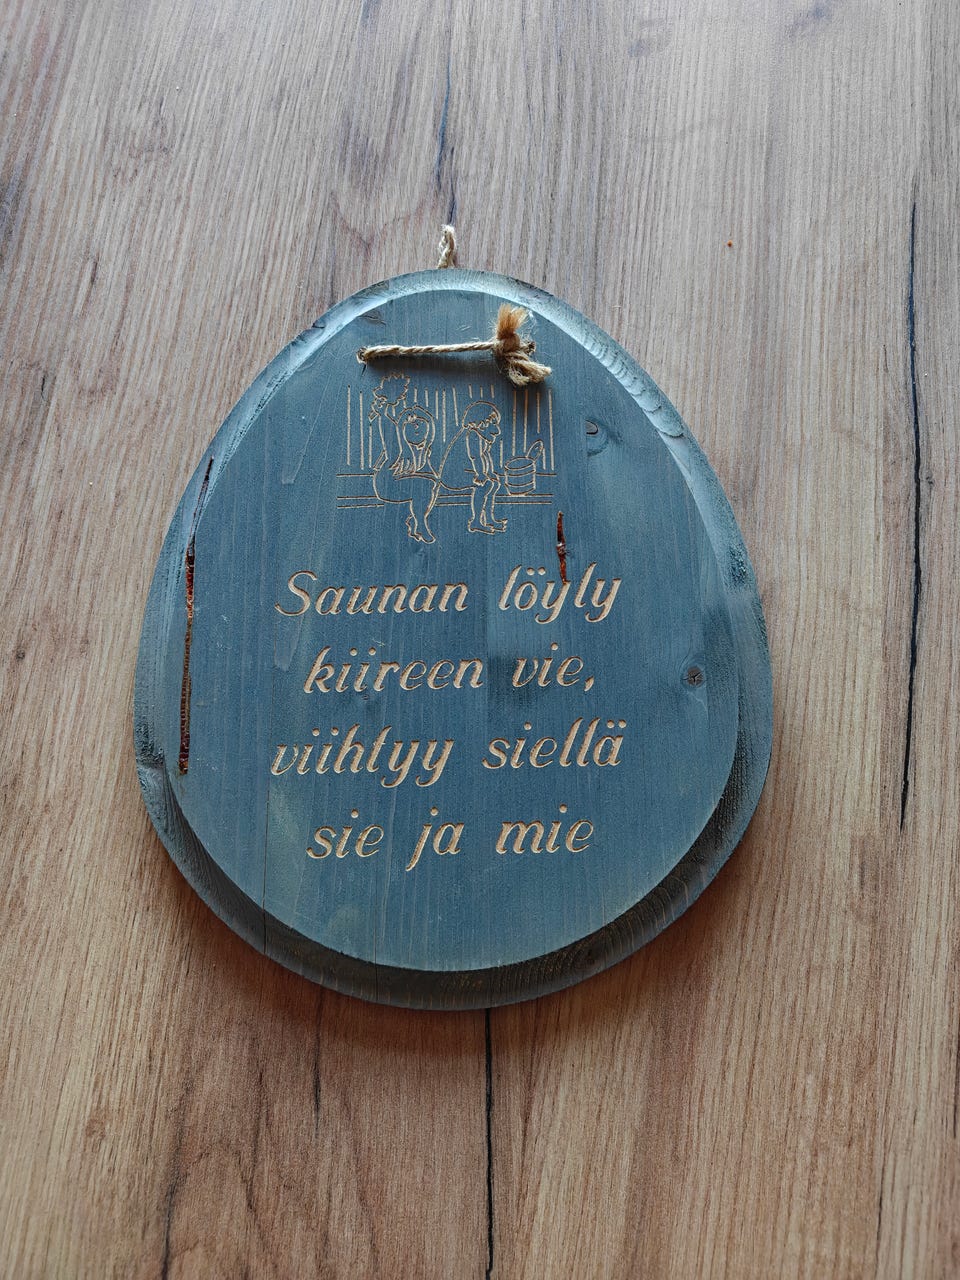 Saunan löyly
kiireen vie,
viihtyy siellä
sie ja mie